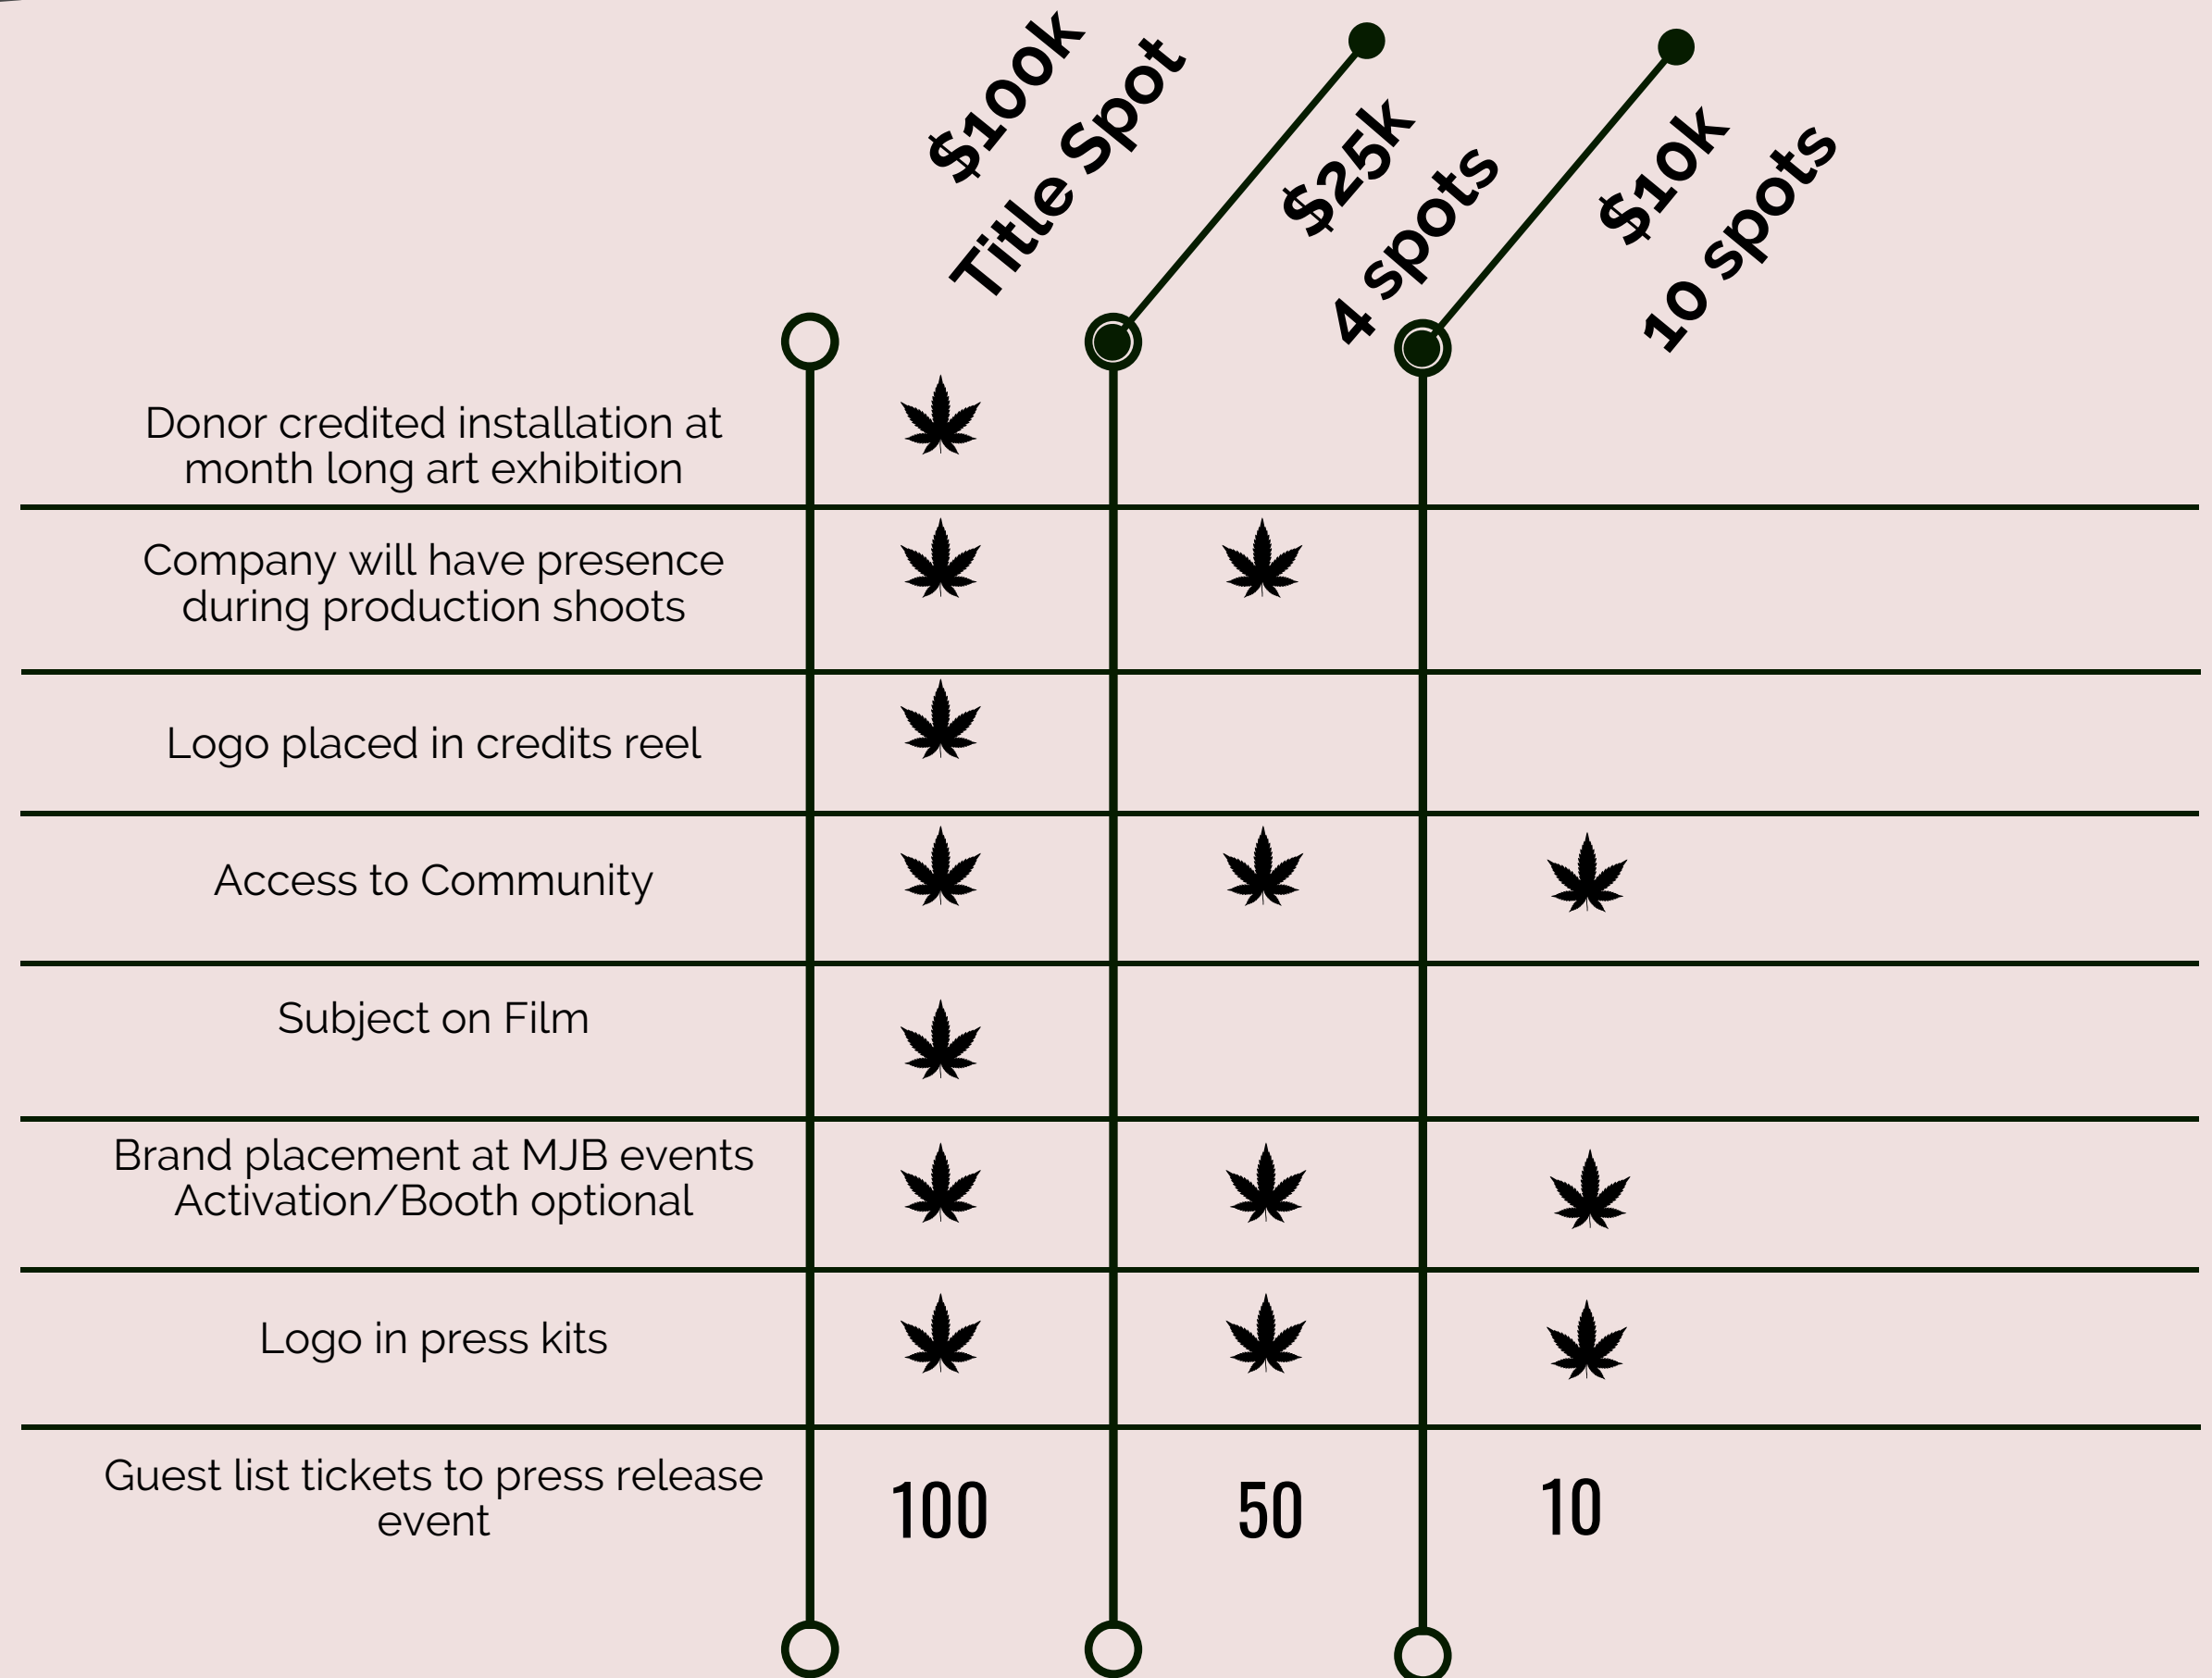 $100k
Title Spot
$25k
4 spots
$10k
10 spots
Donor credited installation at
month long art exhibition
Company will have presence
during production shoots
Logo placed in credits reel
Access to Community
Subject on Film
Brand placement at MJB events
Activation/Booth optional
Logo in press kits
Guest list tickets to press release
event
100
50
10